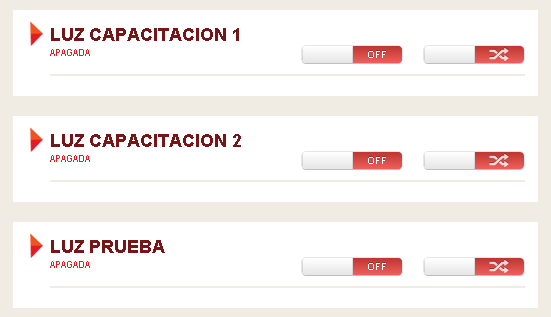 LUZ CAPACITACION 1
APAGADA
OFF
LUZ CAPACITACION 2
APAGADA
OFF
LUZ PRUEBA
APAGADA
OFF